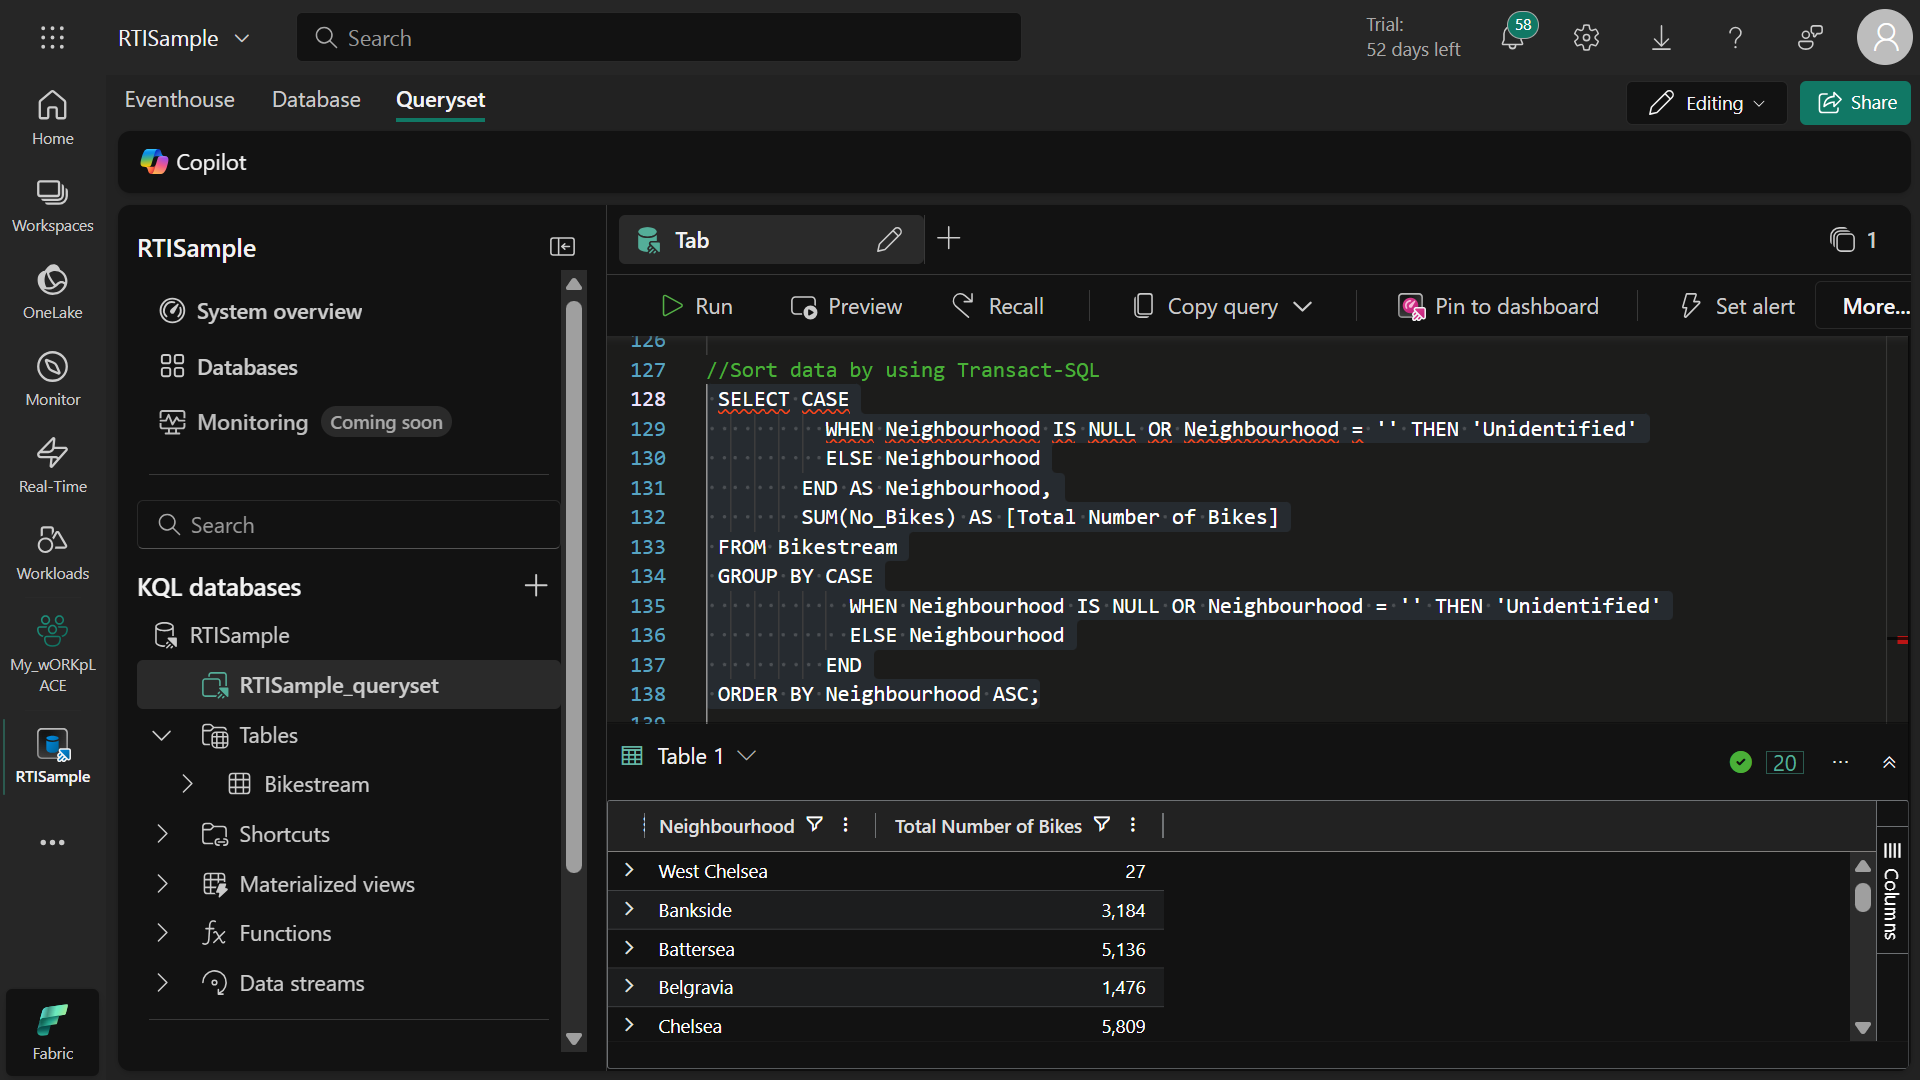 RTISample
Search
Trial:
52 days left
58
Home
Workspaces
OneLake
Monitor
Real-Time
Workloads
My_wORKpL
ACE
RTISample
Fabric
Eventhouse
Database
Queryset
Editing
Share
Copilot
RTISample
System overview
Databases
Monitoring
Coming soon
Search
KQL databases
RTISample
RTISample_queryset
Tables
Bikestream
Shortcuts
Materialized views
Functions
Data streams
Tab
1
Run
Preview
Recall
Copy query
Pin to dashboard
Set alert
More...
126
127 //Sort data by using Transact-SQL
128 SELECT CASE
129 WHEN Neighbourhood IS NULL OR Neighbourhood = '' THEN 'Unidentified'
130 ELSE Neighbourhood
131 END AS Neighbourhood,
132 SUM(No_Bikes) AS [Total Number of Bikes]
133 FROM Bikestream
134 GROUP BY CASE
135 WHEN Neighbourhood IS NULL OR Neighbourhood = '' THEN 'Unidentified'
136 ELSE Neighbourhood
137 END
138 ORDER BY Neighbourhood ASC;
139
Table 1
20
Neighbourhood Total Number of Bikes
West Chelsea 27
Bankside 3,184
Battersea 5,136
Belgravia 1,476
Chelsea 5,809
Columns